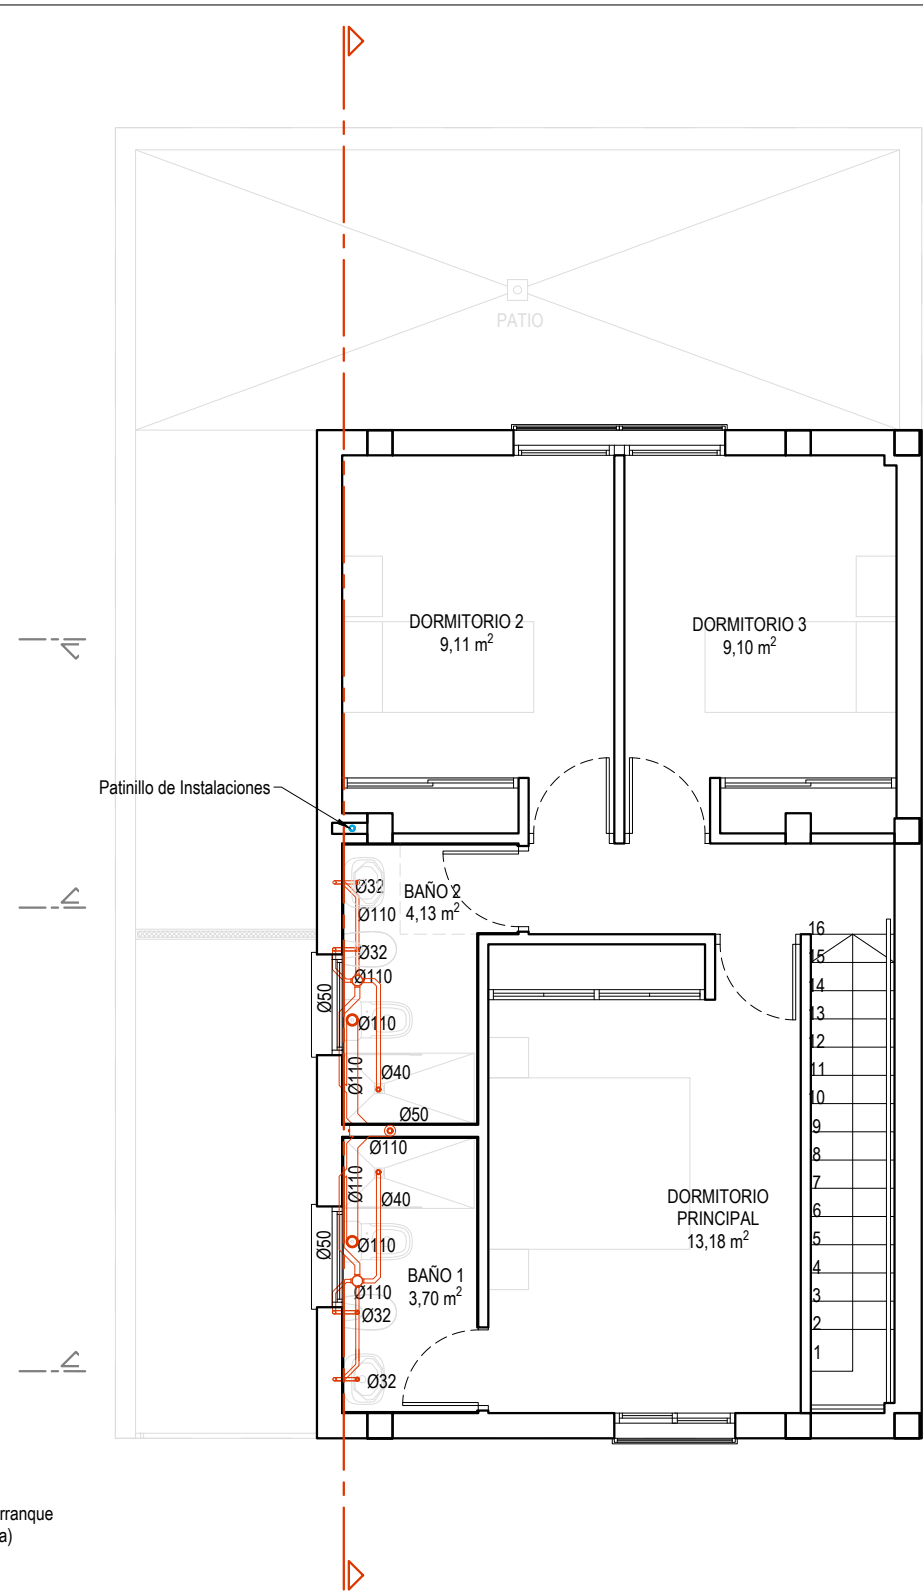 PATIO
DORMITORIO 2
9,11 m²
DORMITORIO 3
9,10 m²
Patinillo de Instalaciones
Ø32
BAÑO 2
4,13 m²
Ø110
Ø32
Ø110
Ø50
Ø110
Ø110
Ø40
Ø50
Ø110
Ø110
Ø40
Ø50
Ø110
BAÑO 1
3,70 m²
Ø110
Ø32
Ø32
DORMITORIO
PRINCIPAL
13,18 m²
16
15
14
13
12
11
10
9
8
7
6
5
4
3
2
1
rranque
a)